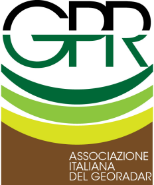 GPR
ASSOCIAZIONE
ITALIANA
DEL GEORADAR